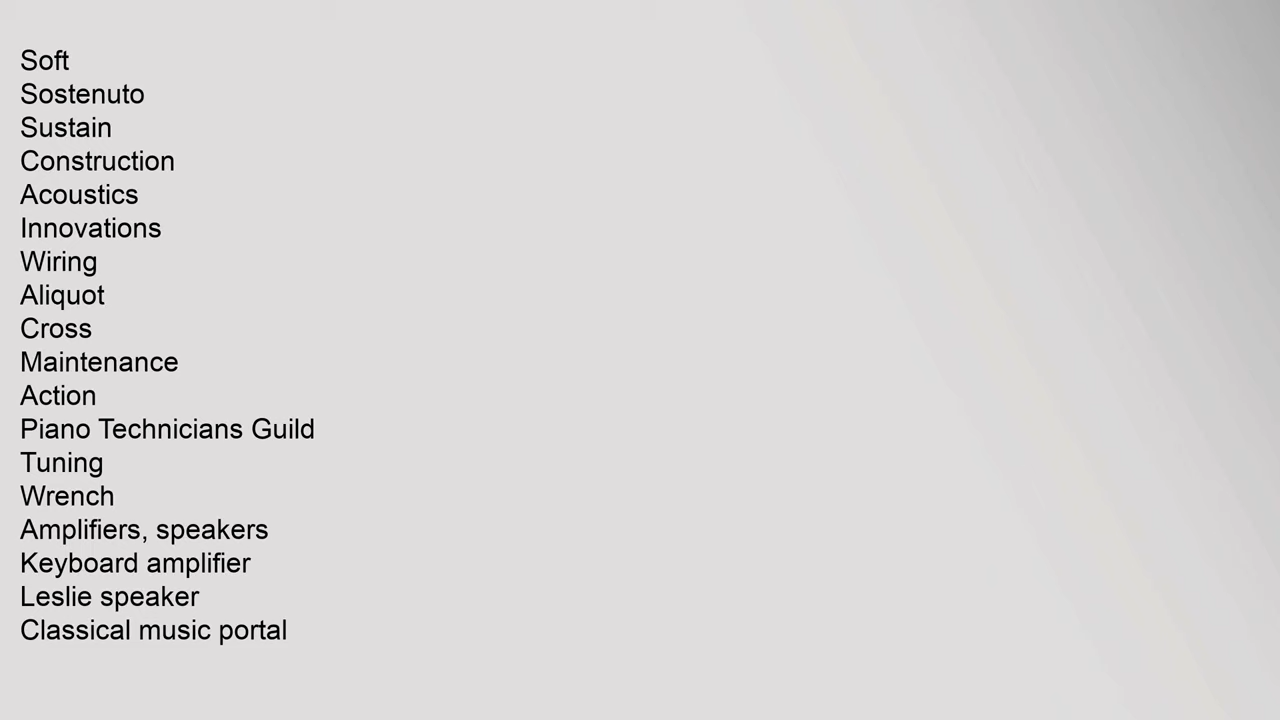 Soft
Sostenuto
Sustain
Construction
Acoustics
Innovations
Wiring
Aliquot
Cross
Maintenance
Action
Piano Technicians Guild
Tuning
Wrench
Amplifiers, speakers
Keyboard amplifier
Leslie speaker
Classical music portal